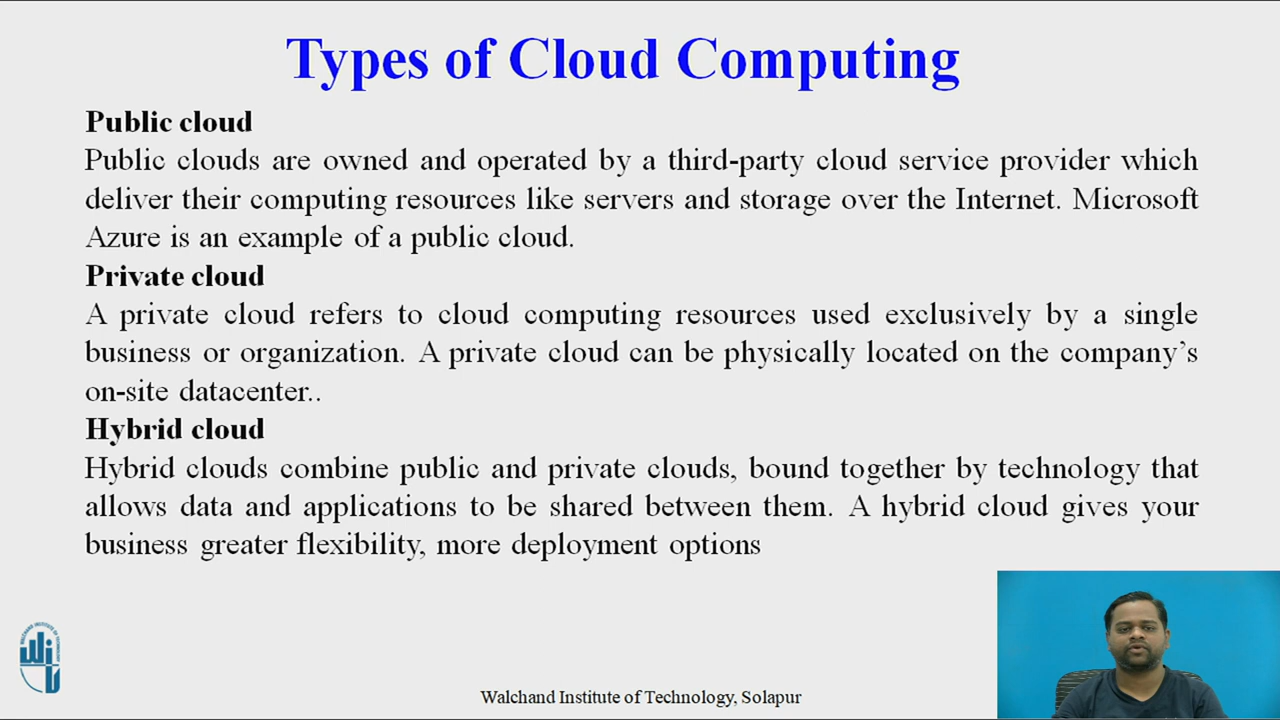 Types of Cloud Computing
Public cloud
Public clouds are owned and operated by a third-party cloud service provider which
deliver their computing resources like servers and storage over the Internet. Microsoft
Azure is an example of a public cloud.
Private cloud
A private cloud refers to cloud computing resources used exclusively by a single
business or organization. A private cloud can be physically located on the company’s
on-site datacenter..
Hybrid cloud
Hybrid clouds combine public and private clouds, bound together by technology that
allows data and applications to be shared between them. A hybrid cloud gives your
business greater flexibility, more deployment options
WALCHAND INSTITUTE OF TECHNOLOGY
WIT
Walchand Institute of Technology, Solapur